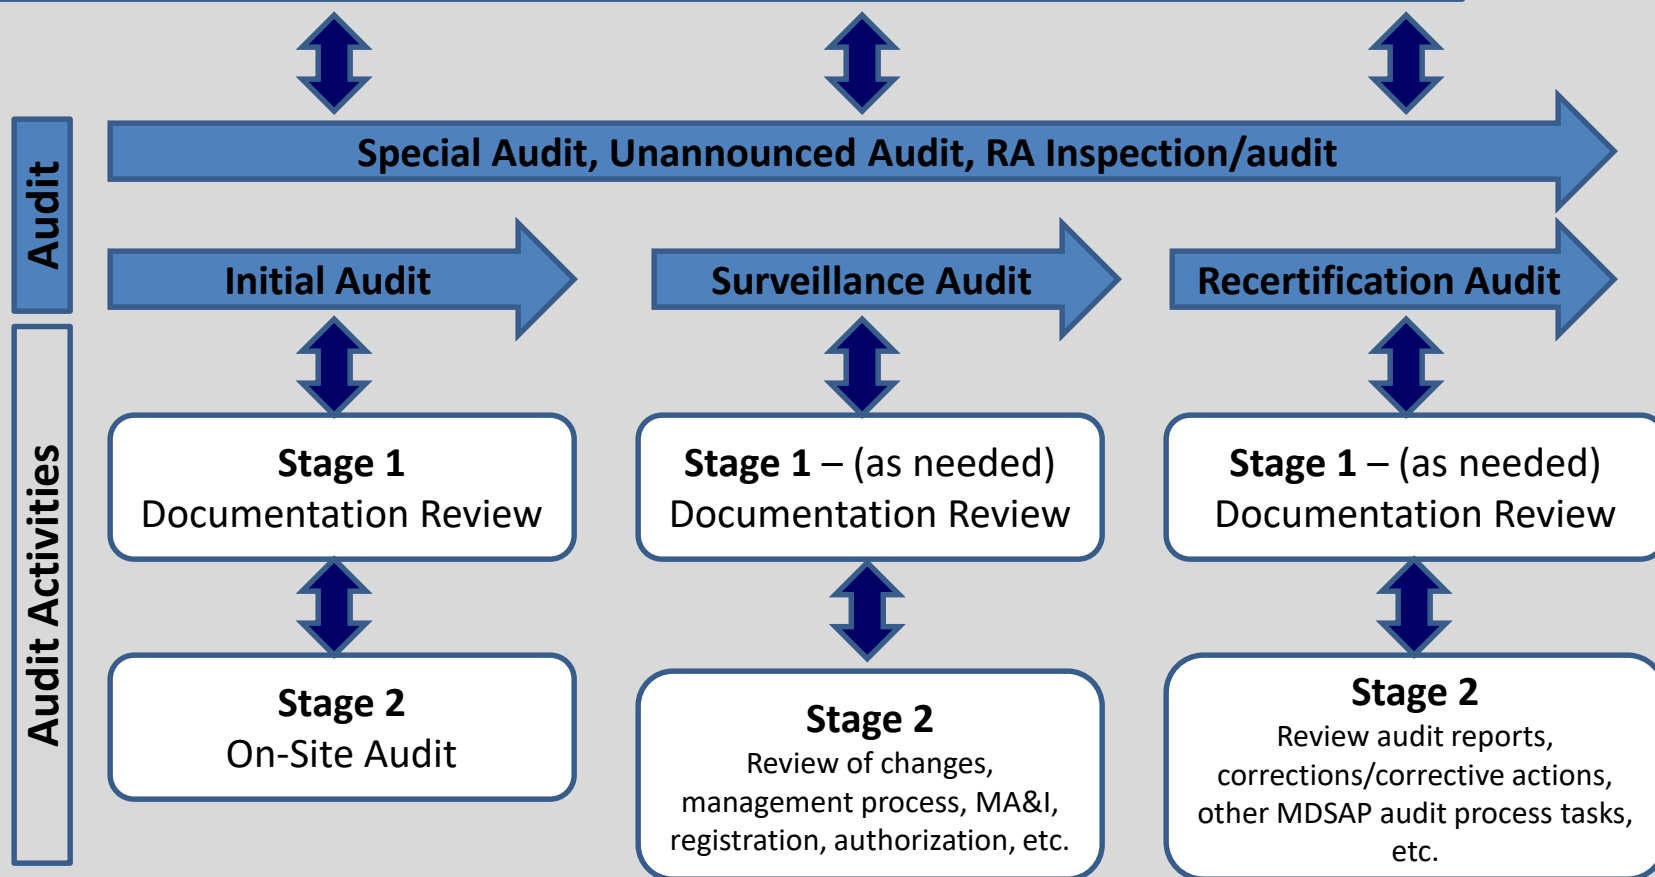 Audit
Special Audit, Unannounced Audit, RA Inspection/audit
Initial Audit
Surveillance Audit
Recertification Audit
Audit Activities
Stage 1
Documentation Review
Stage 1 – (as needed)
Documentation Review
Stage 1 – (as needed)
Documentation Review
Stage 2
On-Site Audit
Stage 2
Review of changes,
management process, MA&I,
registration, authorization, etc.
Stage 2
Review audit reports,
corrections/corrective actions,
other MDSAP audit process tasks,
etc.